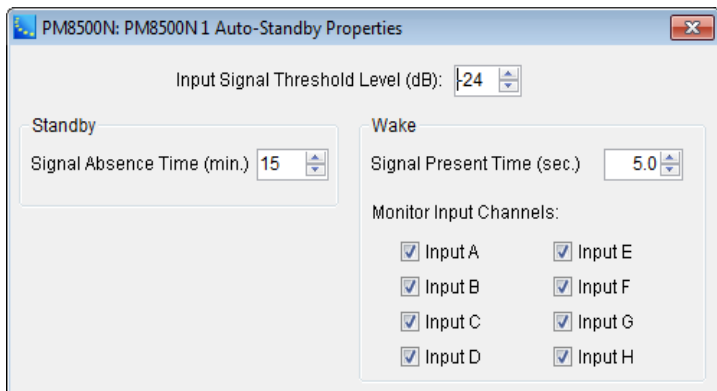 PM8500N: PM8500N 1 Auto-Standby Properties
Input Signal Threshold Level (dB): -24
Standby
Signal Absence Time (min.) 15
Wake
Signal Present Time (sec.) 5.0
Monitor Input Channels:
Input A Input E
Input B Input F
Input C Input G
Input D Input H